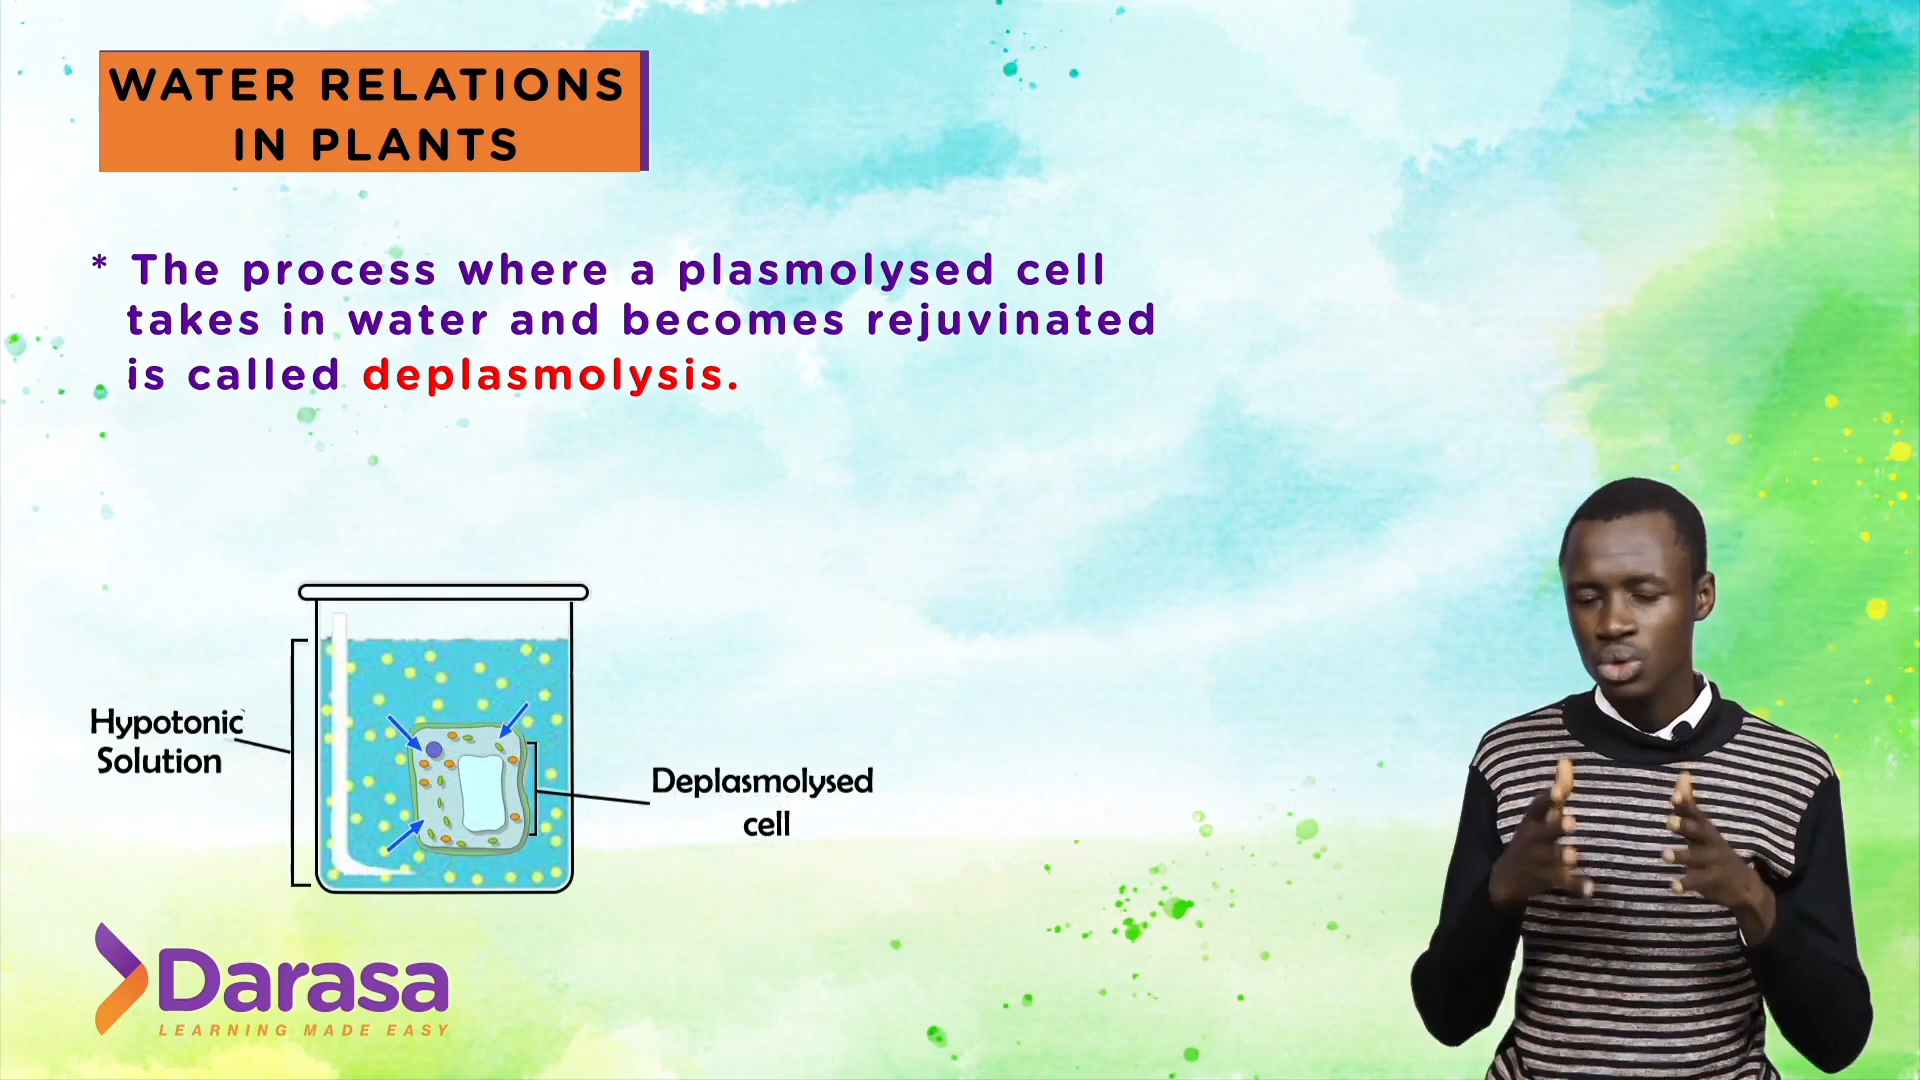 WATER RELATIONS
IN PLANTS
* The process where a plasmolysed cell
takes in water and becomes rejuvinated
is called deplasmolysis.
Hypotonic
Solution
Deplasmolysed
cell
Darasa
LEARNING MADE EASY